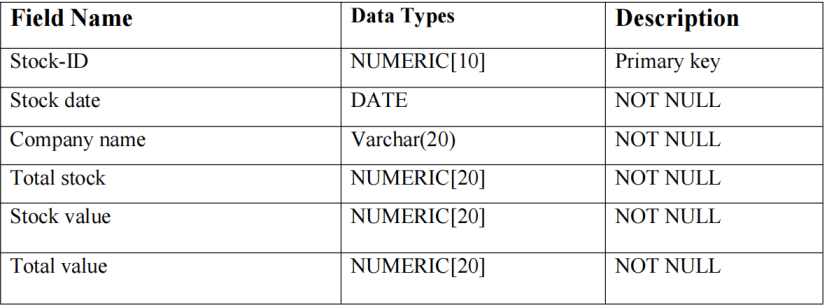 Field Name Data Types Description
Stock-ID NUMERIC[10] Primary key
Stock date DATE NOT NULL
Company name Varchar(20) NOT NULL
Total stock NUMERIC[20] NOT NULL
Stock value NUMERIC[20] NOT NULL
Total value NUMERIC[20] NOT NULL